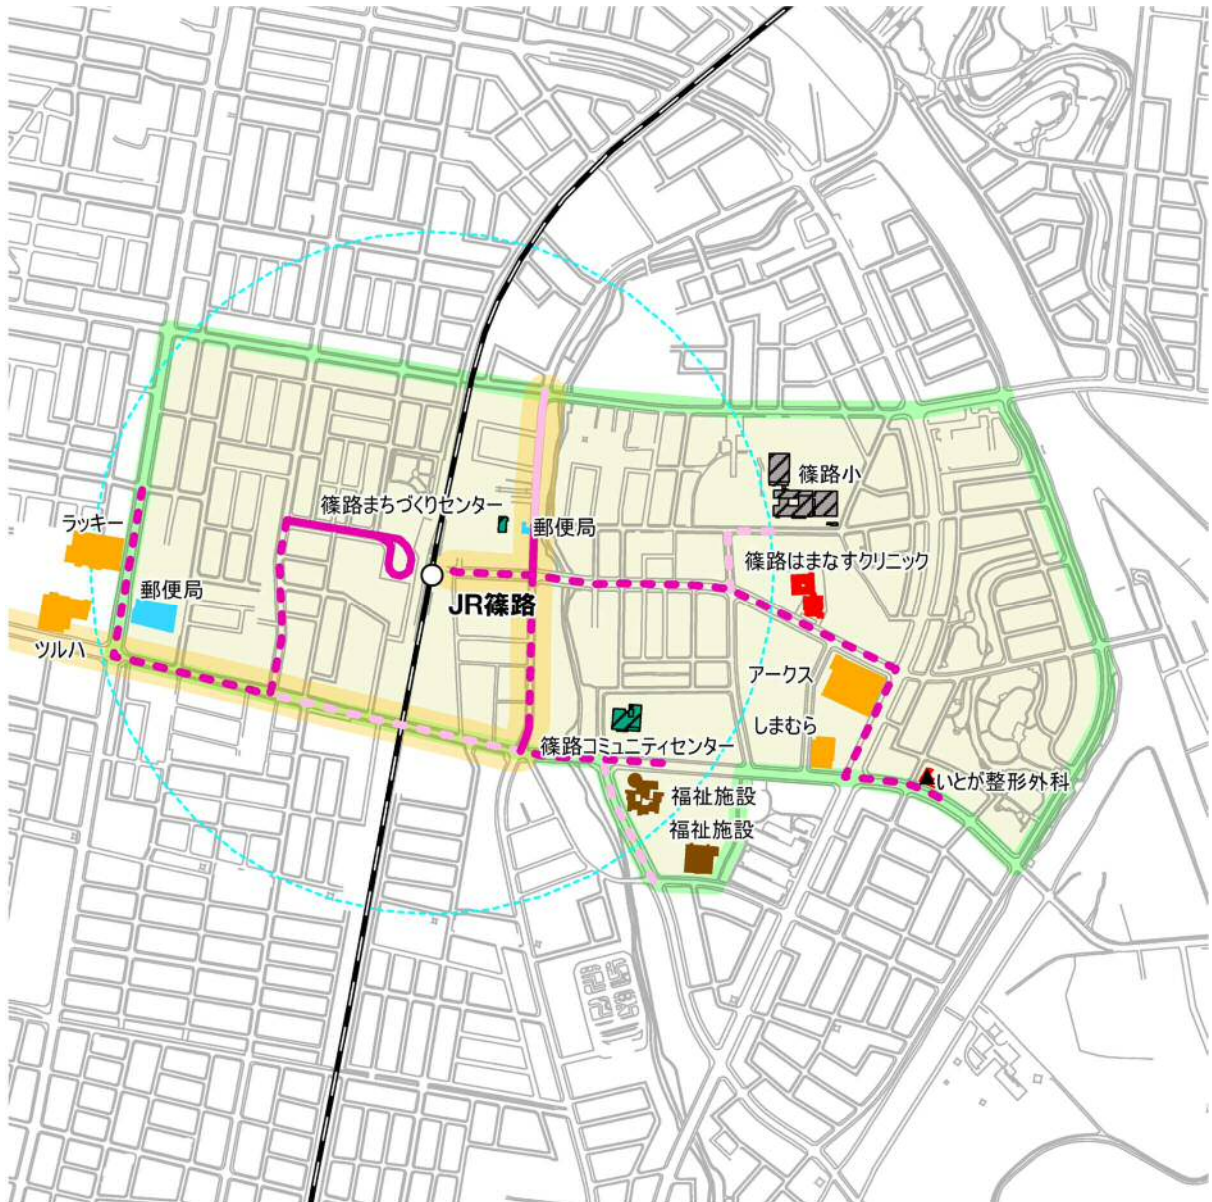 篠路小
篠路まちづくりセンター
ラッキー
郵便局
篠路はまなすクリニック
郵便局
JR篠路
ツルハ
アークス
しまむら
篠路コミュニティセンター
いとが整形外科
福祉施設
福祉施設